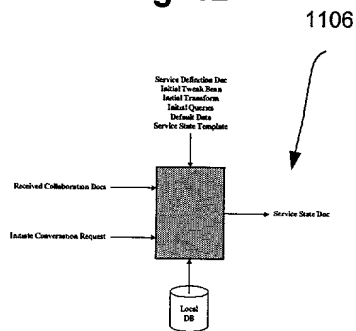 1106
Service Definition Doc
Initial Tweak Bean
Initial Transform
Initial Queries
Default Data
Service State Template
Received Collaboration Docs
Service State Doc
Initiate Conversation Request
Local
DB